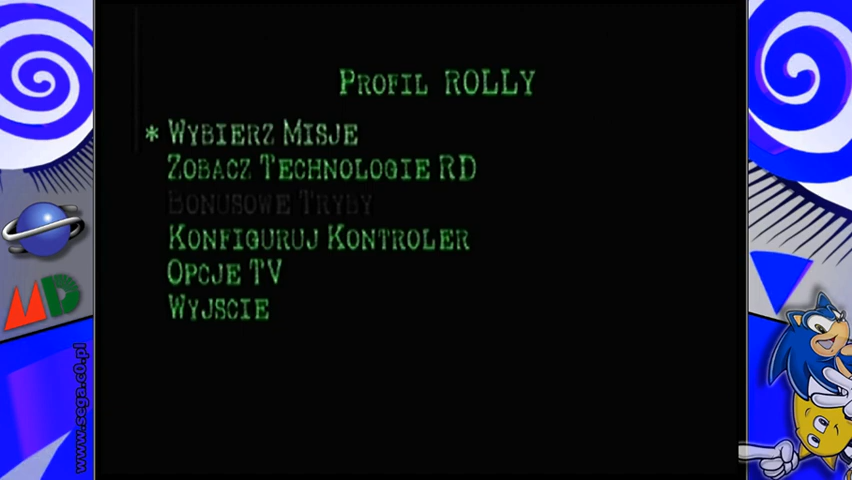 Profil ROLLY
* Wybierz Misje
Zobacz Technologie RD
Bonusowe Tryby
Konfiguruj Kontroler
Opcje TV
Wyjscie
MD
www.sega.c0.pl